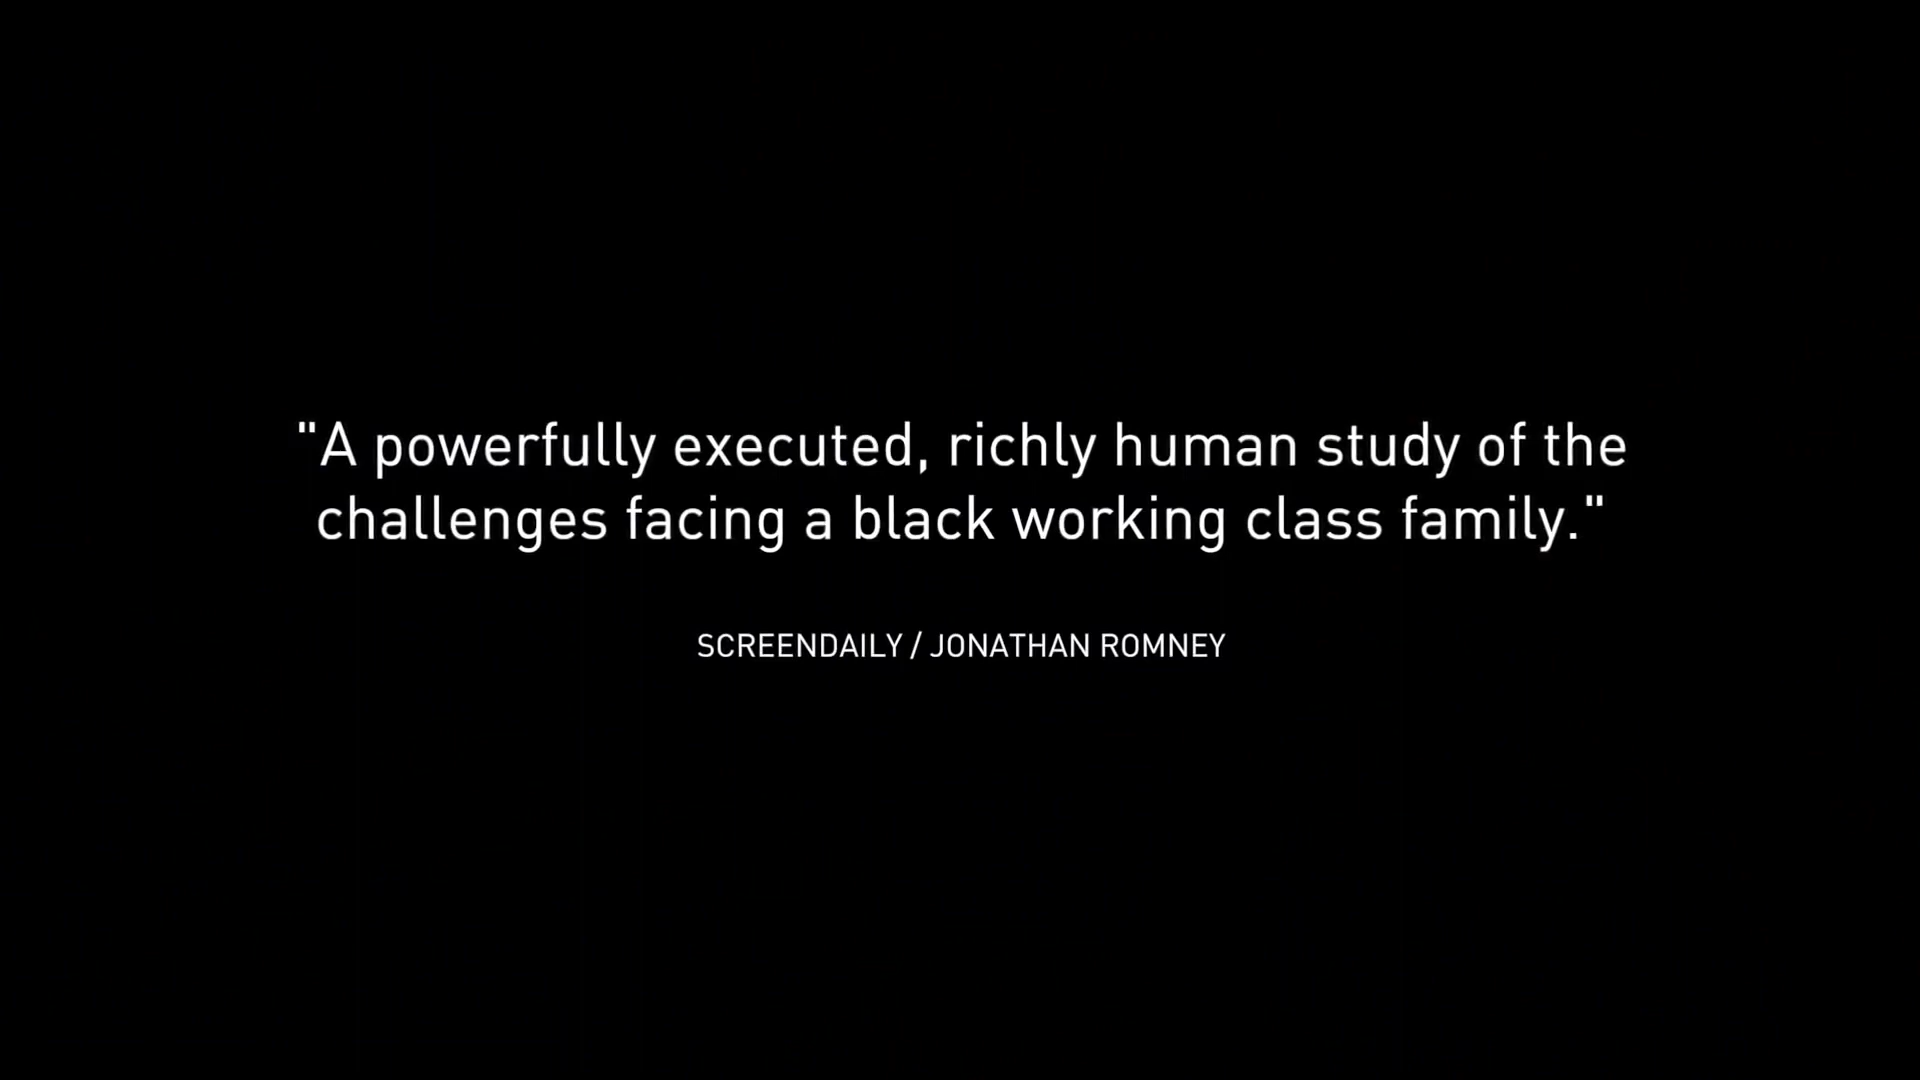 "A powerfully executed, richly human study of the
challenges facing a black working class family."
SCREENDAILY / JONATHAN ROMNEY